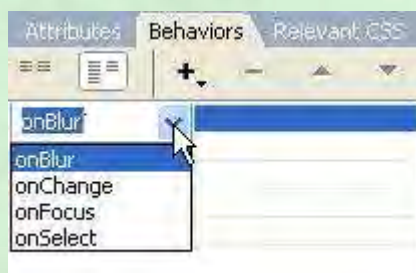 Attributes Behaviors Relevant CSS
onBlur
onBlur
onChange
onFocus
onSelect